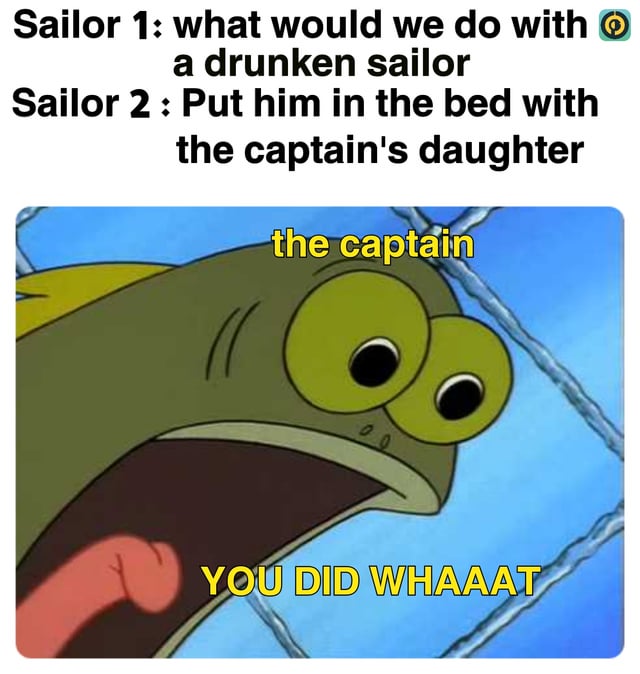 Sailor 1: what would we do with
a drunken sailor
Sailor 2 : Put him in the bed with
the captain's daughter
the captain
YOU DID WHAAAT